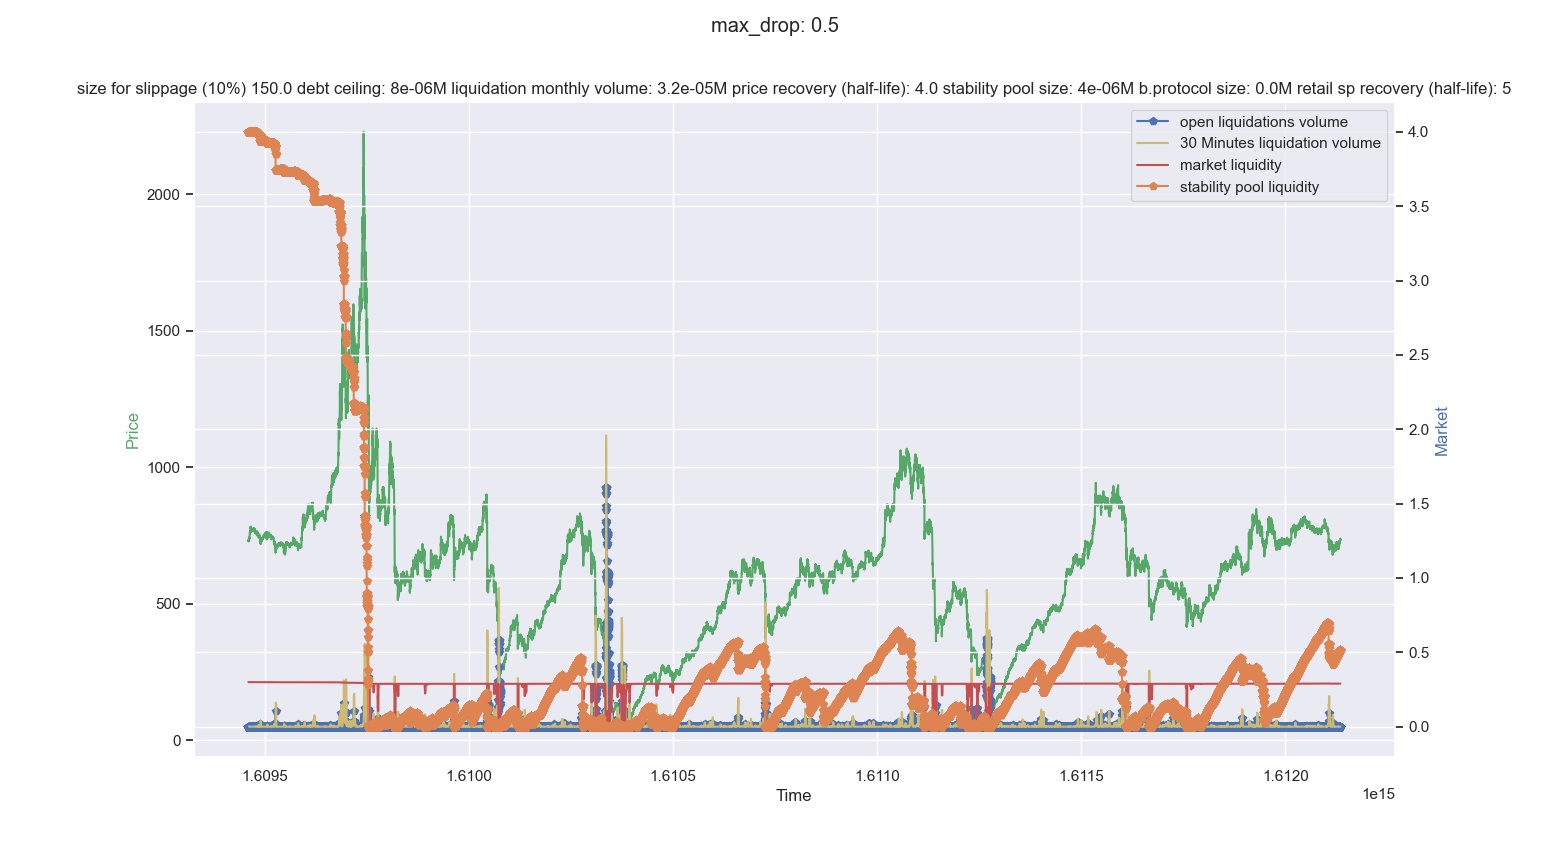 max_drop: 0.5
size for slippage (10%) 150.0 debt ceiling: 8e-06M liquidation monthly volume: 3.2e-05M price recovery (half-life): 4.0 stability pool size: 4e-06M b.protocol size: 0.0M retail sp recovery (half-life): 5
open liquidations volume
30 Minutes liquidation volume
market liquidity
stability pool liquidity
2000
1500
1000
500
0
Price
4.0
3.5
3.0
2.5
2.0
1.5
1.0
0.5
0.0
Market
1.6095
1.6100
1.6105
1.6110
1.6115
1.6120
Time
1e15